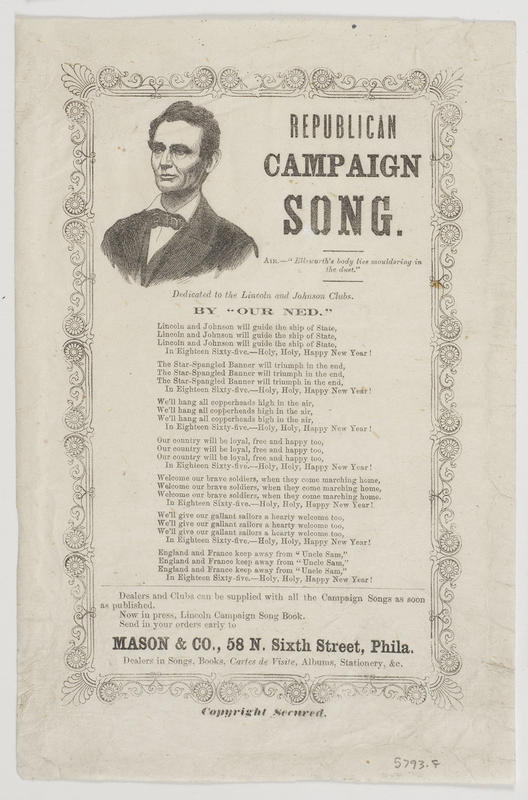 REPUBLICAN
CAMPAIGN
SONG.
AIR.—"Ellsworth's body lies mouldering in
the dust."
Dedicated to the Lincoln and Johnson Clubs.
BY "OUR NED."
Lincoln and Johnson will guide the ship of State,
Lincoln and Johnson will guide the ship of State,
Lincoln and Johnson will guide the ship of State,
In Eighteen Sixty-five.—Holy, Holy, Happy New Year!
The Star-Spangled Banner will triumph in the end,
The Star-Spangled Banner will triumph in the end,
The Star-Spangled Banner will triumph in the end,
In Eighteen Sixty-five.—Holy, Holy, Happy New Year!
We'll hang all copperheads high in the air,
We'll hang all copperheads high in the air,
We'll hang all copperheads high in the air,
In Eighteen Sixty-five.—Holy, Holy, Happy New Year!
Our country will be loyal, free and happy too,
Our country will be loyal, free and happy too,
Our country will be loyal, free and happy too,
In Eighteen Sixty-five.—Holy, Holy, Happy New Year!
Welcome our brave soldiers, when they come marching home,
Welcome our brave soldiers, when they come marching home,
Welcome our brave soldiers, when they come marching home.
In Eighteen Sixty-five.—Holy, Holy, Happy New Year!
We'll give our gallant sailors a hearty welcome too,
We'll give our gallant sailors a hearty welcome too,
We'll give our gallant sailors a hearty welcome too,
In Eighteen Sixty-five.—Holy, Holy, Happy New Year!
England and France keep away from "Uncle Sam,"
England and France keep away from "Uncle Sam,"
England and France keep away from "Uncle Sam,"
In Eighteen Sixty-five.—Holy, Holy, Happy New Year!
Dealers and Clubs can be supplied with all the Campaign Songs as soon
as published.
Now in press, Lincoln Campaign Song Book.
Send in your orders early to
MASON & CO., 58 N. Sixth Street, Phila.
Dealers in Songs, Books, Cartes de Visite, Albums, Stationery, &c.
Copyright Secured.
5793.F